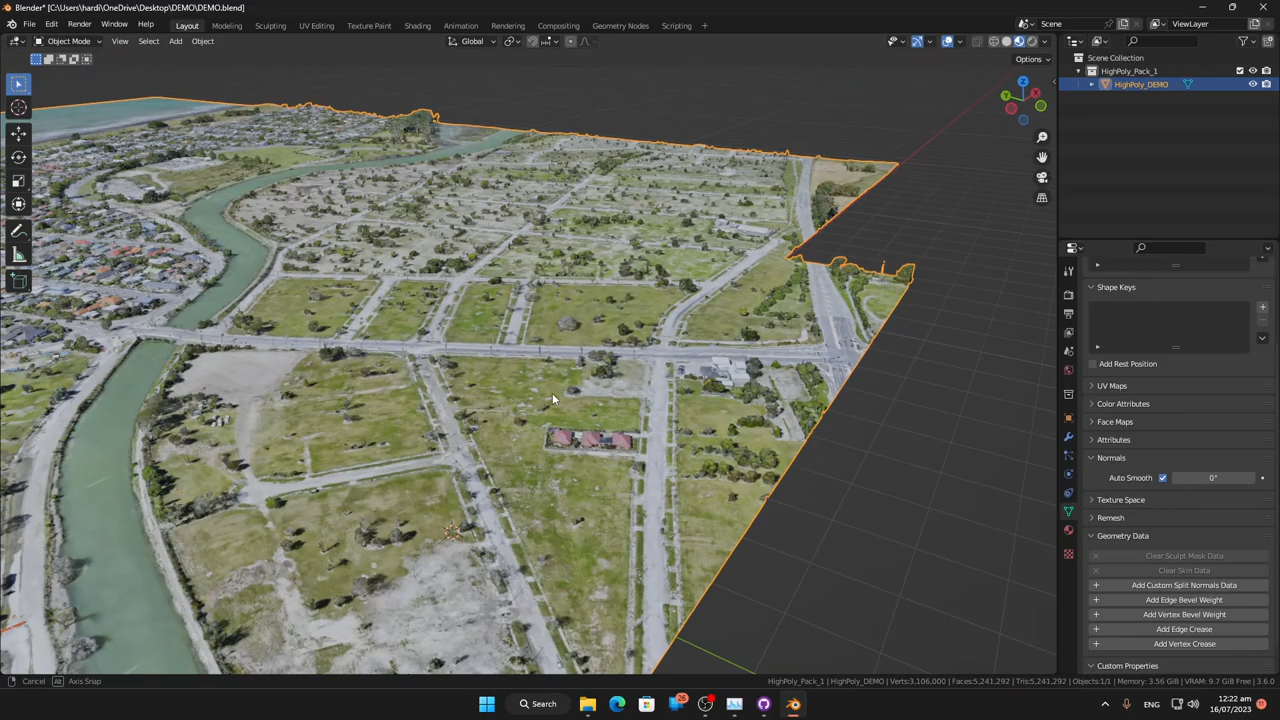 Blender* [C:\Users\hardi\OneDrive\Desktop\DEMO\DEMO.blend]
File Edit Render Window Help Layout Modeling Sculpting UV Editing Texture Paint Shading Animation Rendering Compositing Geometry Nodes Scripting + Scene ViewLayer
Object Mode View Select Add Object Global
Options
Scene Collection
HighPoly_Pack_1
HighPoly_DEMO
Z
Y
X
Shape Keys
Add Rest Position
UV Maps
Color Attributes
Face Maps
Attributes
Normals
Auto Smooth 0°
Texture Space
Remesh
Geometry Data
Clear Sculpt Mask Data
Clear Skin Data
Add Custom Split Normals Data
Add Edge Bevel Weight
Add Vertex Bevel Weight
Add Edge Crease
Add Vertex Crease
Custom Properties
Cancel Alt Axis Snap HighPoly_Pack_1 | HighPoly_DEMO | Verts:3,106,000 | Faces:5,241,292 | Tris:5,241,292 | Objects:1/1 | Memory: 3.56 GiB | VRAM: 9.7 GiB Free | 3.6.0
Search 26 ENG 12:22 am
16/07/2023